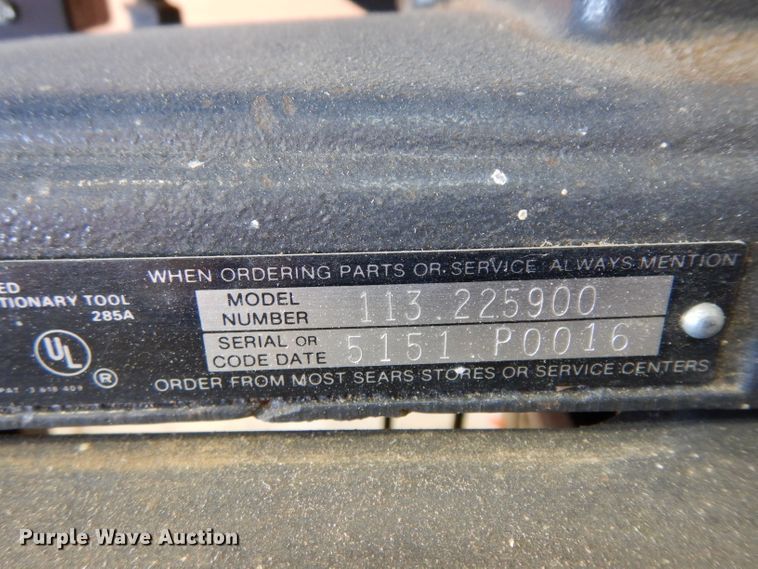 WHEN ORDERING PARTS OR SERVICE ALWAYS MENTION
ED
TIONARY TOOL
285A
MODEL NUMBER 113.225900
SERIAL OR CODE DATE 5151 P0016
UL
®
ORDER FROM MOST SEARS STORES OR SERVICE CENTERS
Purple Wave Auction